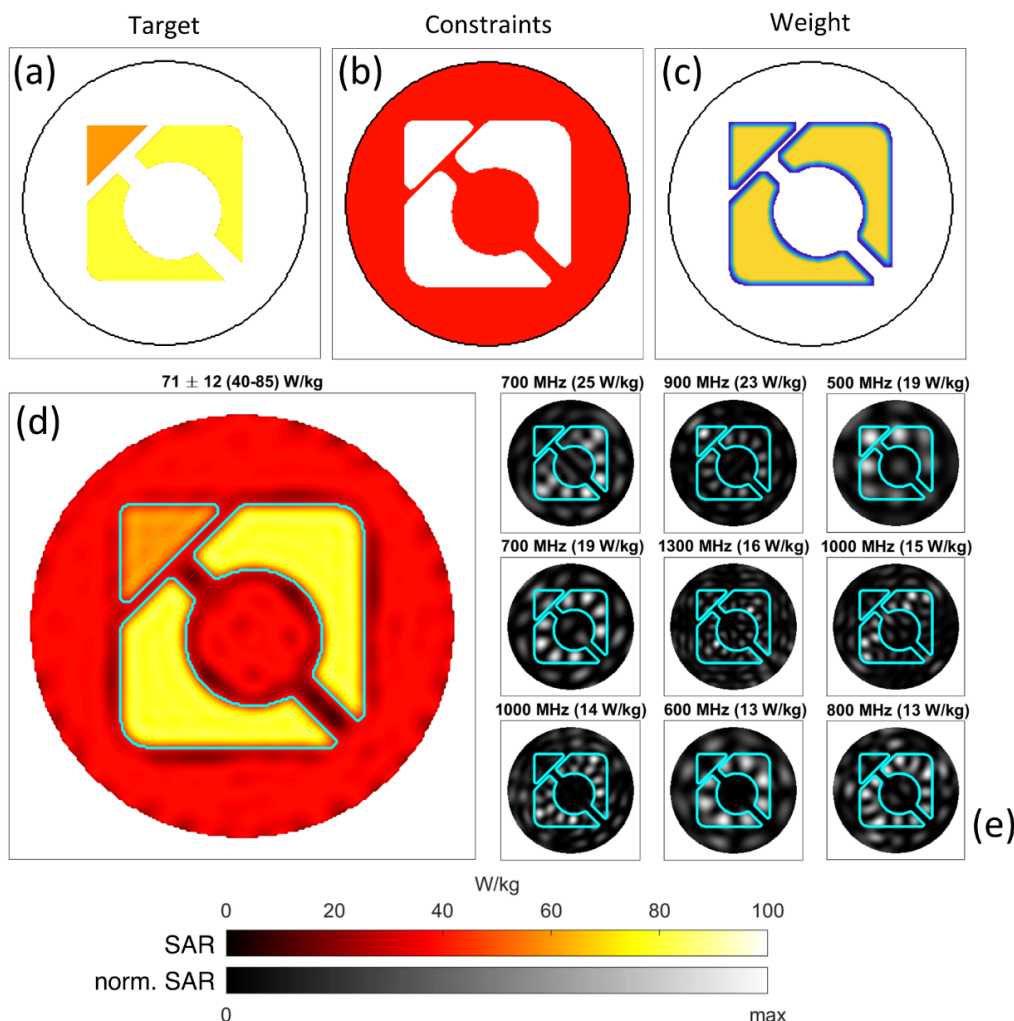 Target Constraints Weight
(a) (b) (c)
71 ± 12 (40-85) W/kg
(d)
700 MHz (25 W/kg) 900 MHz (23 W/kg) 500 MHz (19 W/kg)
700 MHz (19 W/kg) 1300 MHz (16 W/kg) 1000 MHz (15 W/kg)
1000 MHz (14 W/kg) 600 MHz (13 W/kg) 800 MHz (13 W/kg)
(e)
W/kg
0 20 40 60 80 100
SAR
norm. SAR
0 max